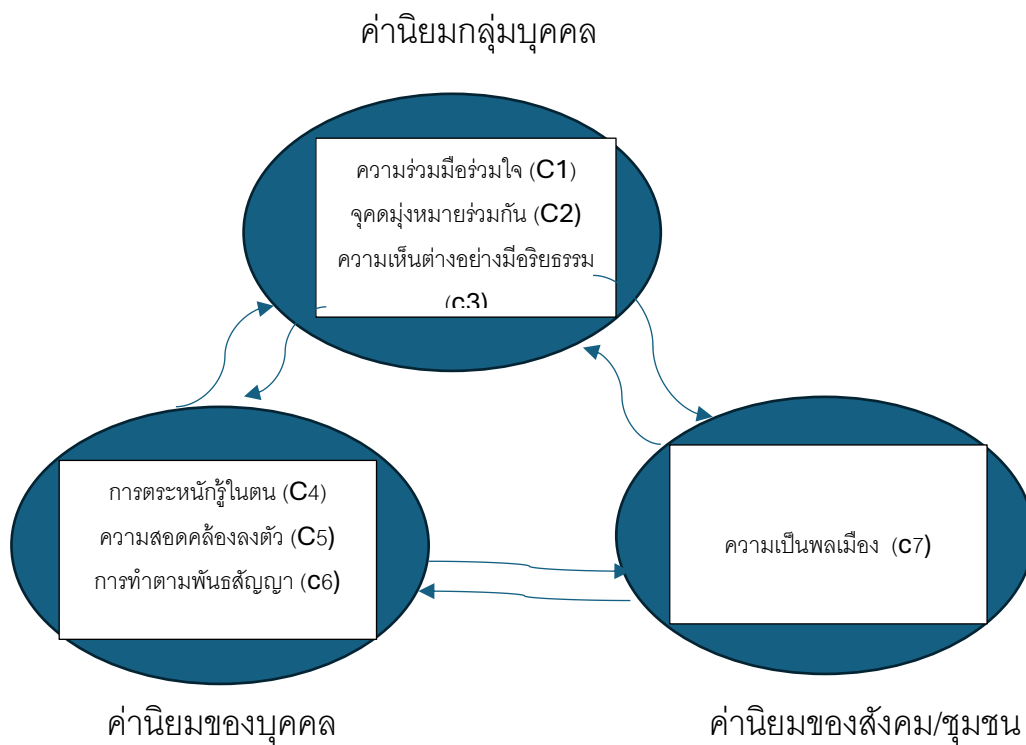 ค่านิยมกลุ่มบุคคล
ความร่วมมือร่วมใจ (C1)
จุคดมุ่งหมายร่วมกัน (C2)
ความเห็นต่างอย่างมีอริยธรรม
(c3)
การตระหนักรู้ในตน (C4)
ความสอดคล้องลงตัว (C5)
การทำตามพันธสัญญา (c6)
ความเป็นพลเมือง (c7)
ค่านิยมของบุคคล
ค่านิยมของสังคม/ชุมชน